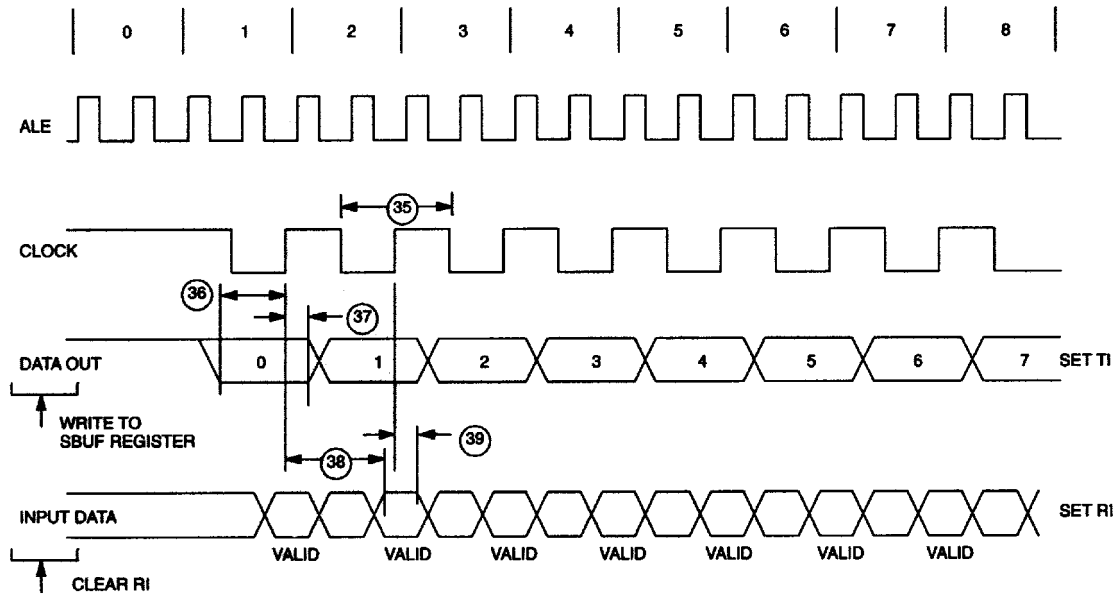 0 1 2 3 4 5 6 7 8
ALE
35
CLOCK
36
37
DATA OUT 0 1 2 3 4 5 6 7 SET TI
WRITE TO
SBUF REGISTER
39
38
INPUT DATA SET RI
VALID VALID VALID VALID VALID VALID VALID
CLEAR RI